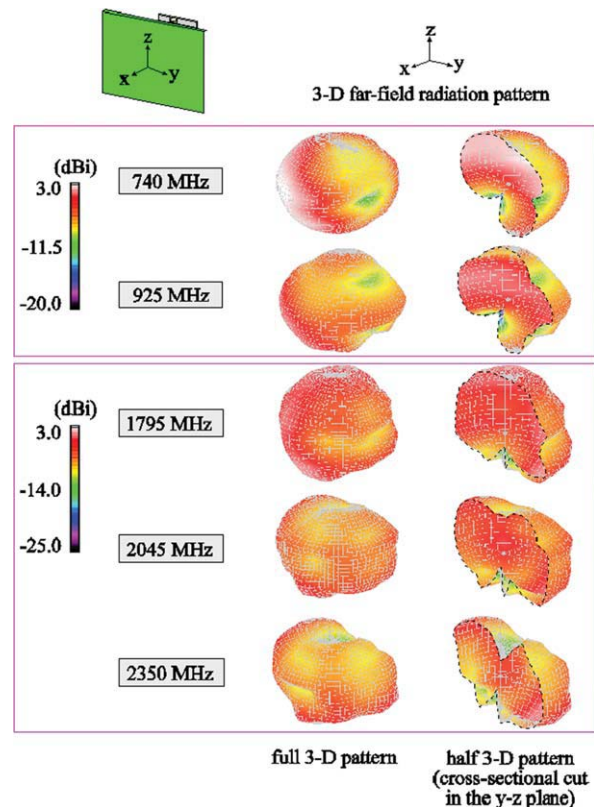 z
x y
z
x y
3-D far-field radiation pattern
(dBi)
3.0
-11.5
-20.0
740 MHz
925 MHz
(dBi)
3.0
-14.0
-25.0
1795 MHz
2045 MHz
2350 MHz
full 3-D pattern
half 3-D pattern
(cross-sectional cut
in the y-z plane)